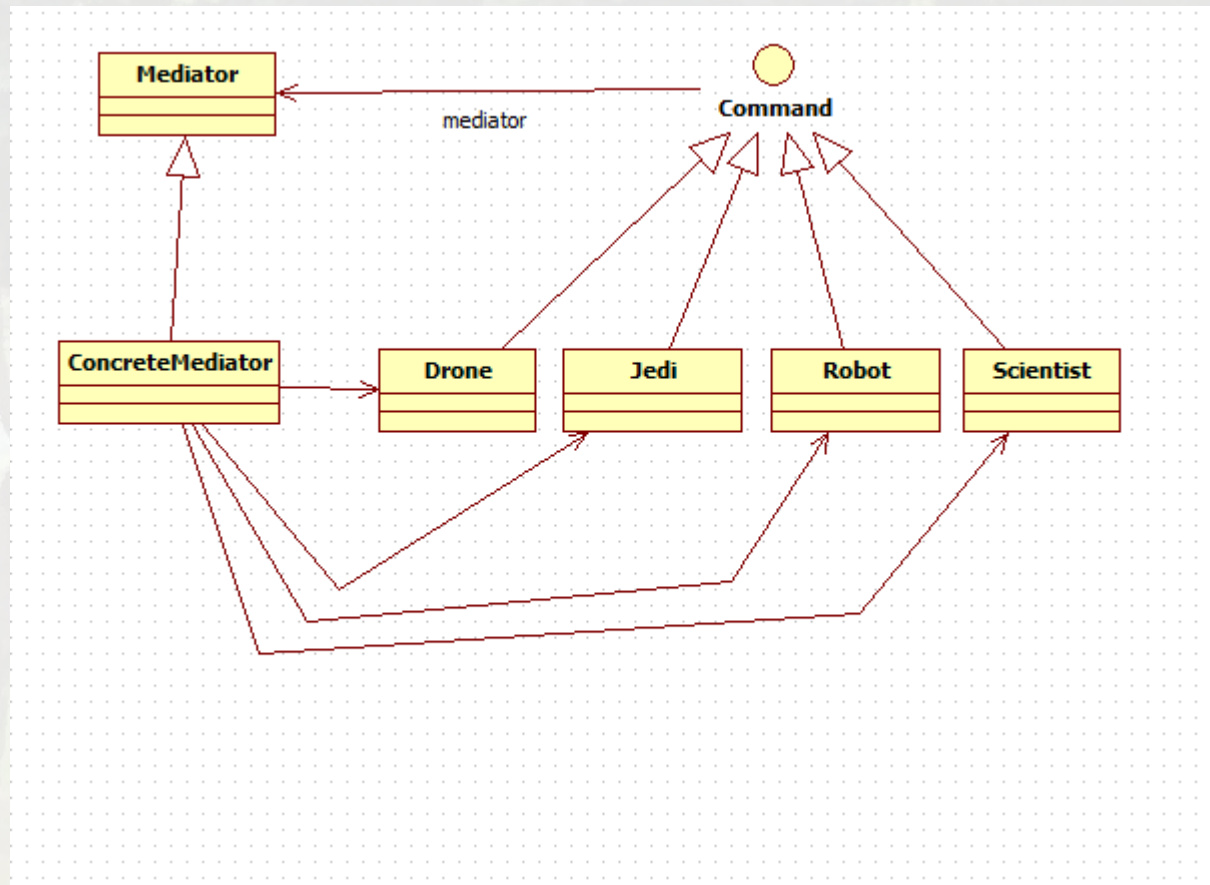 Mediator
mediator
Command
ConcreteMediator
Drone
Jedi
Robot
Scientist